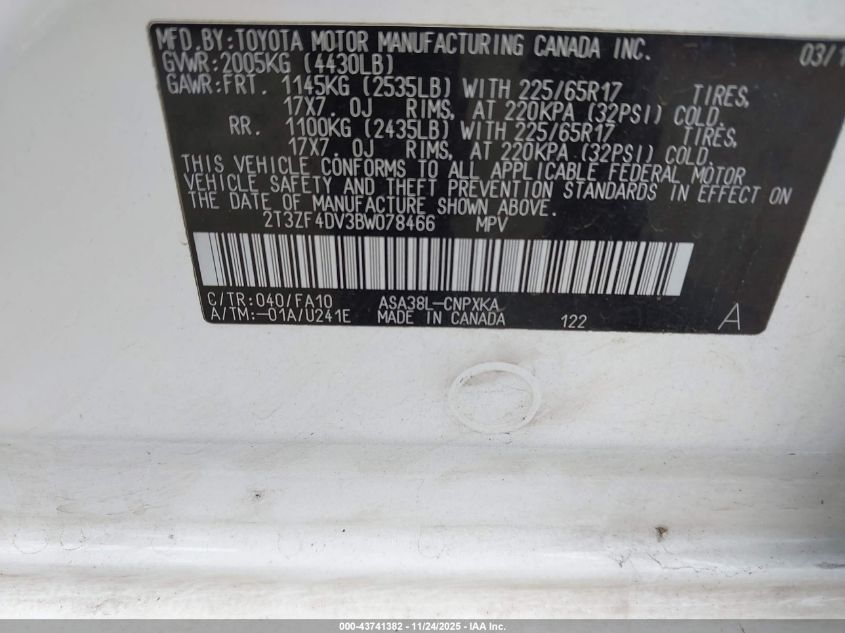 MFD.BY:TOYOTA MOTOR MANUFACTURING CANADA INC. 03/1
GVWR:2005KG (4430LB)
GAWR:FRT. 1145KG (2535LB) WITH 225/65R17 TIRES,
17X7.0J RIMS, AT 220KPA (32PSI) COLD.
RR. 1100KG (2435LB) WITH 225/65R17 TIRES,
17X7.0J RIMS, AT 220KPA (32PSI) COLD.
THIS VEHICLE CONFORMS TO ALL APPLICABLE FEDERAL MOTOR
VEHICLE SAFETY AND THEFT PREVENTION STANDARDS IN EFFECT ON
THE DATE OF MANUFACTURE SHOWN ABOVE.
2T3ZF4DV3BW078466 MPV
C/TR:040/FA10 ASA38L-CNPXKA
A/TM:-01A/U241E MADE IN CANADA 122 A
000-43741382 - 11/24/2025 - IAA Inc.